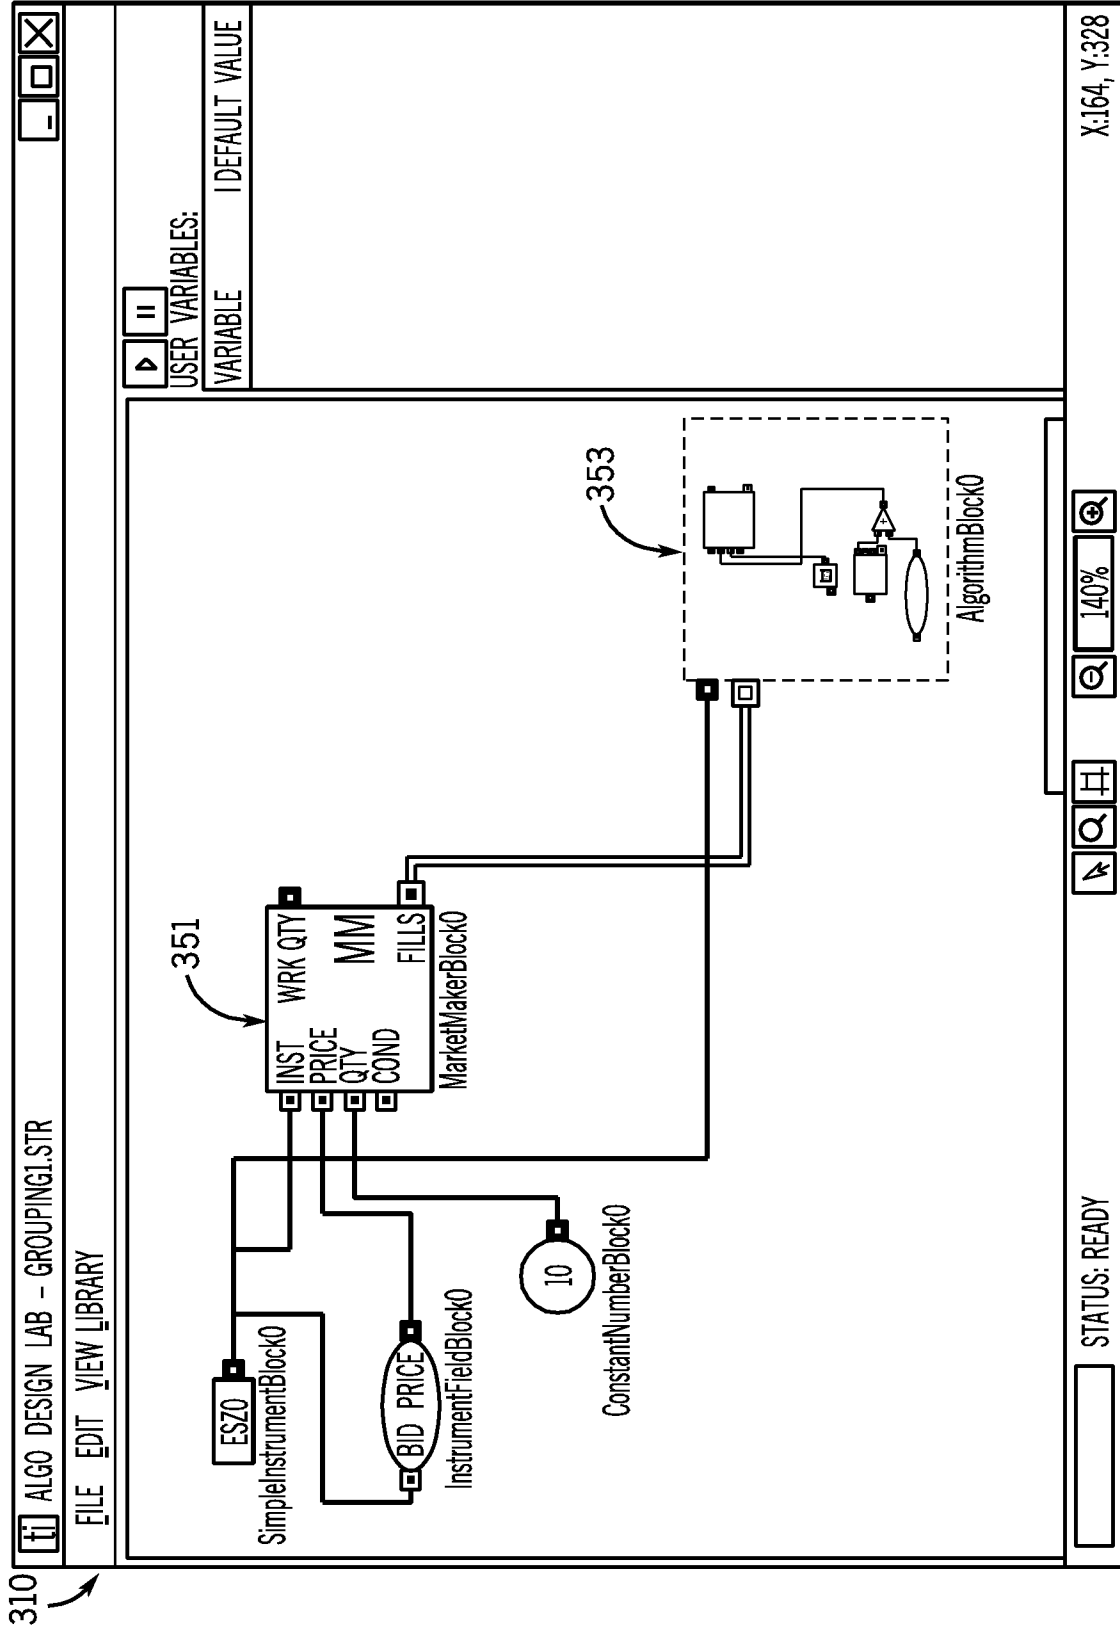 310
ti ALGO DESIGN LAB – GROUPING1.STR
FILE EDIT VIEW LIBRARY
USER VARIABLES:
VARIABLE | DEFAULT VALUE
ESZ0
SimpleInstrumentBlock0
BID PRICE
InstrumentFieldBlock0
10
ConstantNumberBlock0
351
INST WRK QTY
PRICE
QTY MM
COND FILLS
MarketMakerBlock0
353
+
AlgorithmBlock0
STATUS: READY
140%
X:164, Y:328